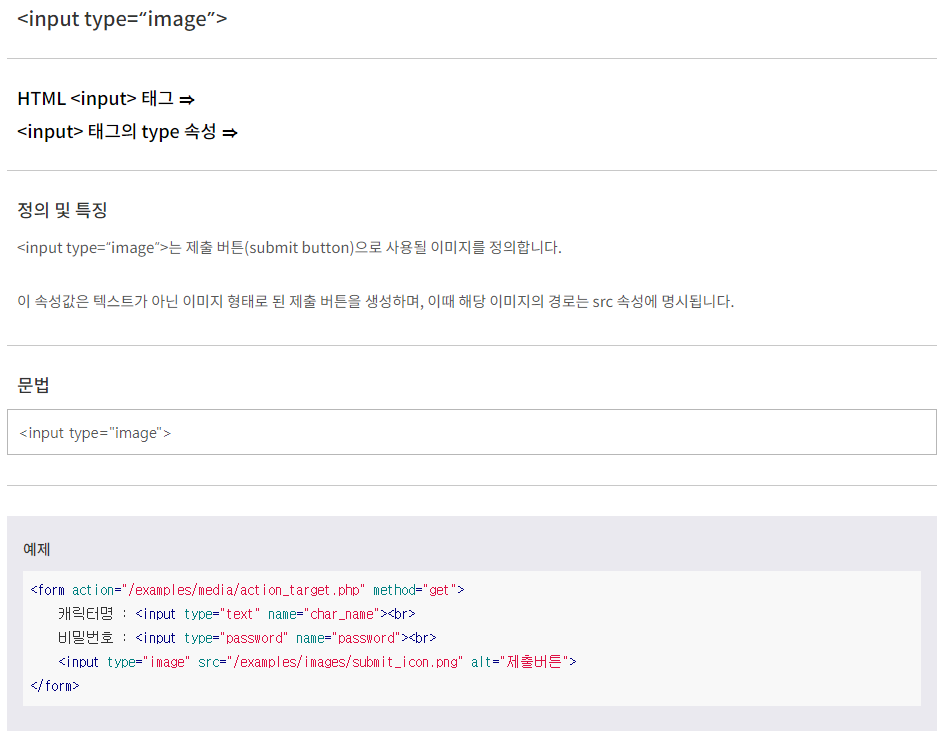 <input type=“image”>
HTML <input> 태그 ⇒
<input> 태그의 type 속성 ⇒
정의 및 특징
<input type=“image”>는 제출 버튼(submit button)으로 사용될 이미지를 정의합니다.
이 속성값은 텍스트가 아닌 이미지 형태로 된 제출 버튼을 생성하며, 이때 해당 이미지의 경로는 src 속성에 명시됩니다.
문법
<input type="image">
예제
<form action="/examples/media/action_target.php" method="get">
캐릭터명 : <input type="text" name="char_name"><br>
비밀번호 : <input type="password" name="password"><br>
<input type="image" src="/examples/images/submit_icon.png" alt="제출버튼">
</form>